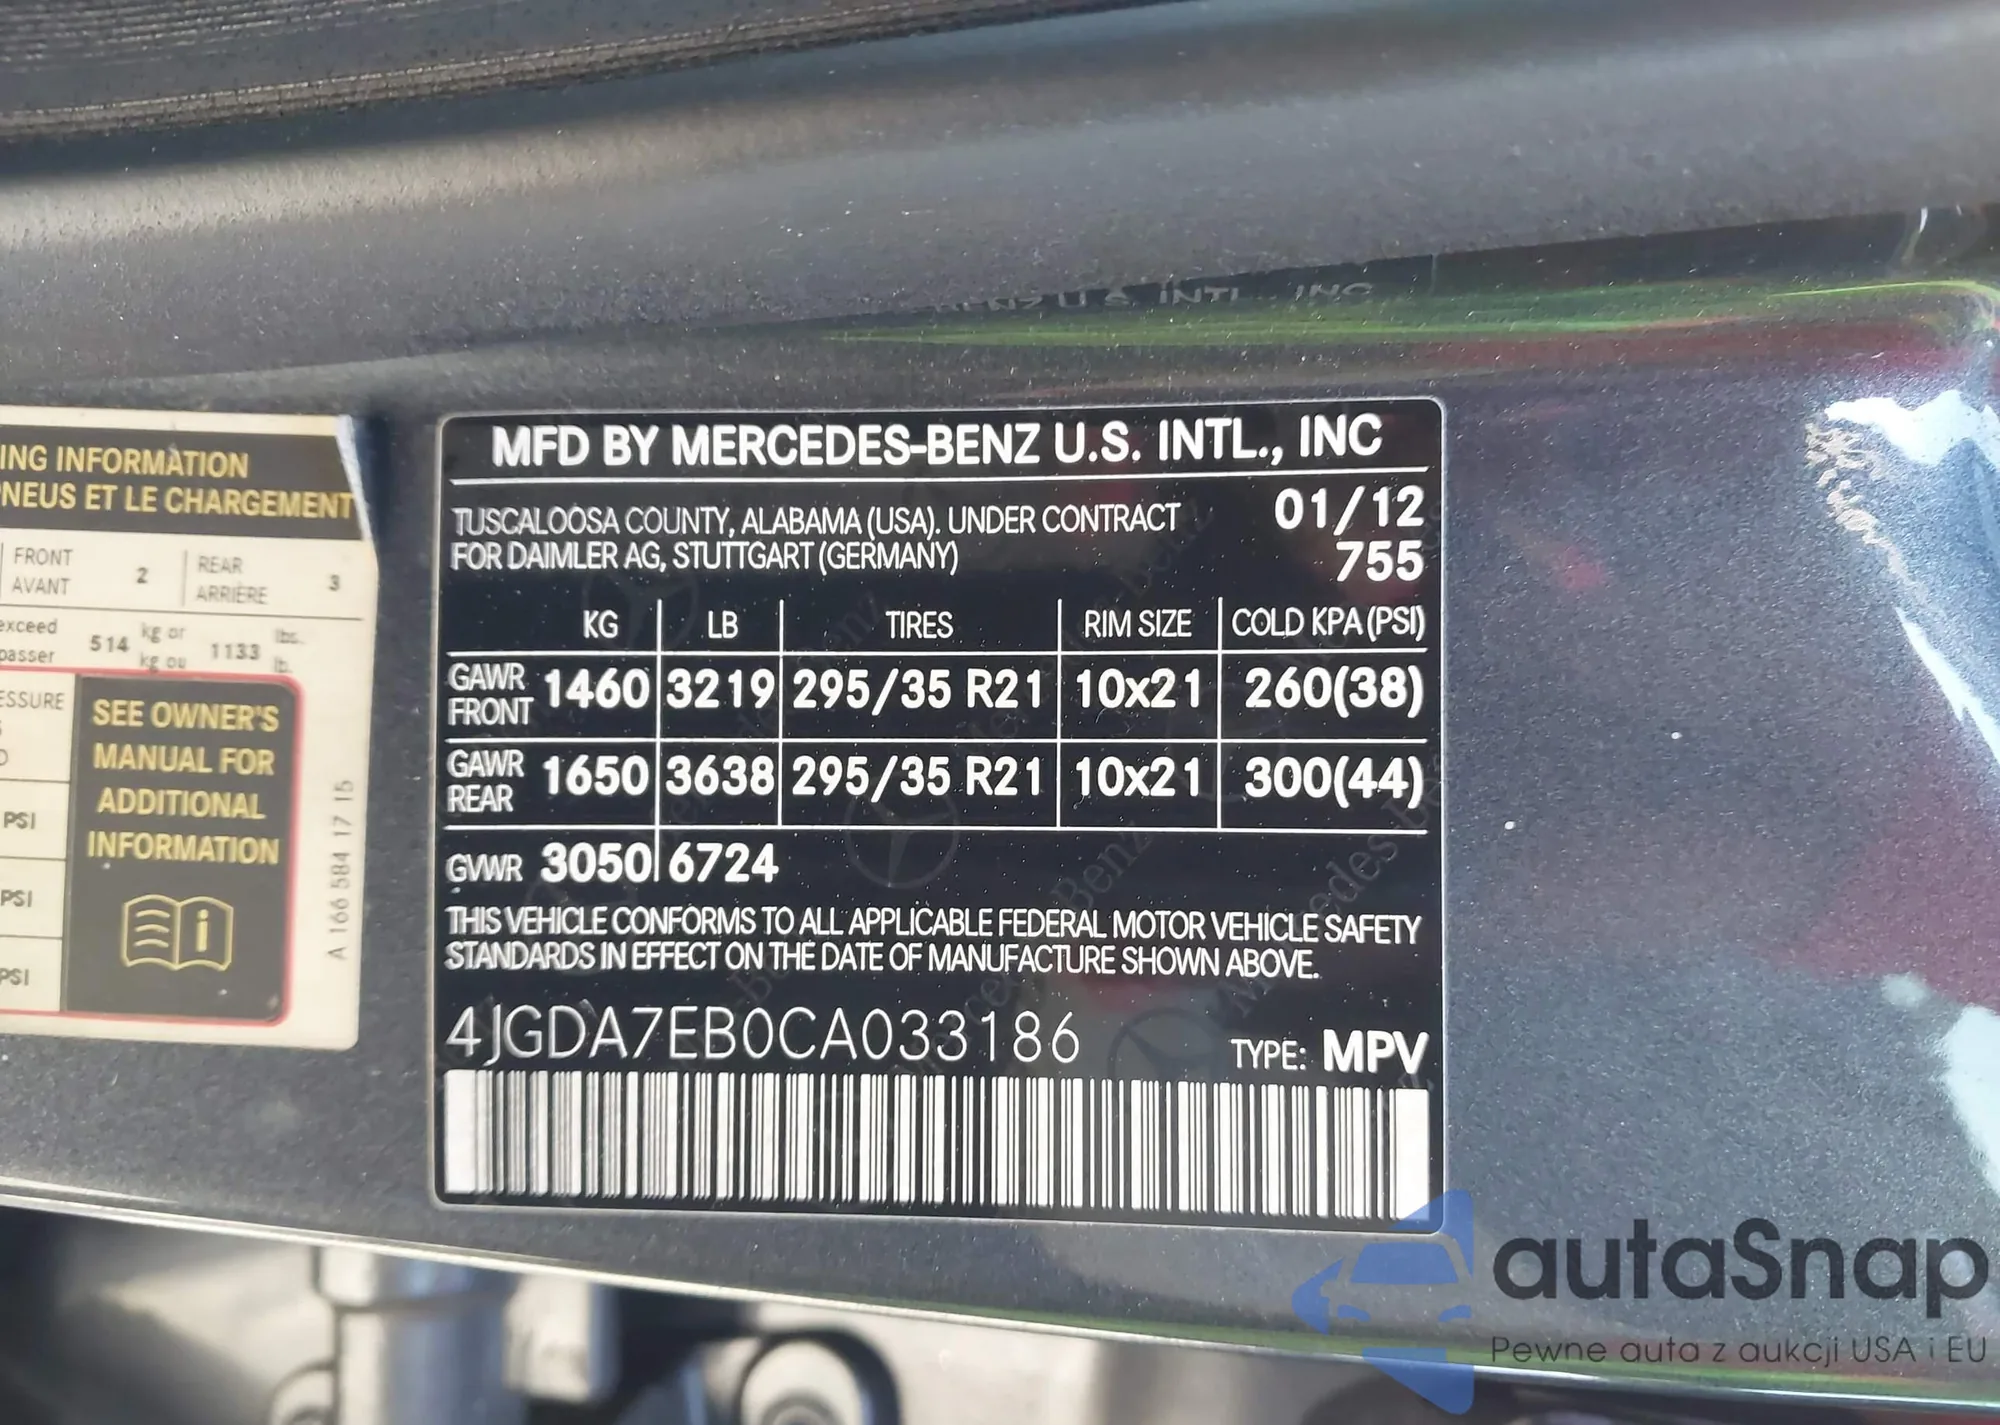 ING INFORMATION
NEUS ET LE CHARGEMENT
FRONT
AVANT
2
REAR
ARRIÈRE
3
exceed
passer
514
kg or
kg ou
1133
lbs.
lb.
ESSURE
PSI
PSI
PSI
SEE OWNER'S
MANUAL FOR
ADDITIONAL
INFORMATION
A 166 584 17 15
MFD BY MERCEDES-BENZ U.S. INTL., INC
TUSCALOOSA COUNTY, ALABAMA (USA). UNDER CONTRACT
FOR DAIMLER AG, STUTTGART (GERMANY)
01/12
755
KG LB TIRES RIM SIZE COLD KPA (PSI)
GAWR
FRONT
1460 3219 295/35 R21 10x21 260(38)
GAWR
REAR
1650 3638 295/35 R21 10x21 300(44)
GVWR 3050 6724
THIS VEHICLE CONFORMS TO ALL APPLICABLE FEDERAL MOTOR VEHICLE SAFETY
STANDARDS IN EFFECT ON THE DATE OF MANUFACTURE SHOWN ABOVE.
4JGDA7EB0CA033186
TYPE: MPV
autaSnap
Pewne auta z aukcji USA i EU